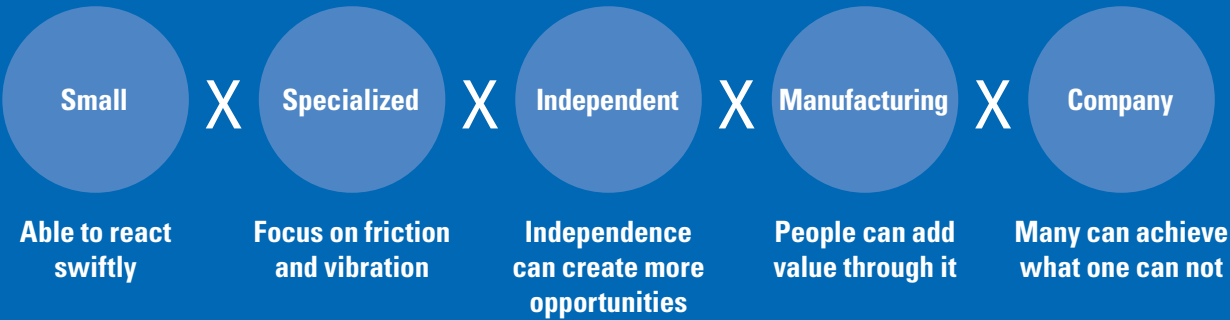 Small X Specialized X Independent X Manufacturing X Company
Able to react
swiftly
Focus on friction
and vibration
Independence
can create more
opportunities
People can add
value through it
Many can achieve
what one can not